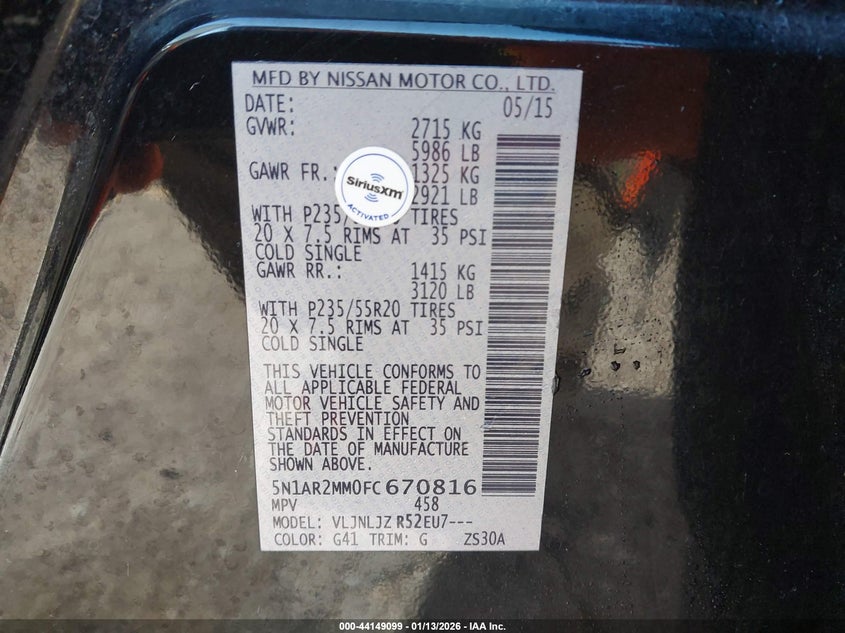 MFD BY NISSAN MOTOR CO., LTD.
DATE: 05/15
GVWR: 2715 KG
5986 LB
GAWR FR.: 1325 KG
2921 LB
SiriusXm
ACTIVATED
WITH P235 TIRES
20 X 7.5 RIMS AT 35 PSI
COLD SINGLE
GAWR RR.: 1415 KG
3120 LB
WITH P235/55R20 TIRES
20 X 7.5 RIMS AT 35 PSI
COLD SINGLE
THIS VEHICLE CONFORMS TO
ALL APPLICABLE FEDERAL
MOTOR VEHICLE SAFETY AND
THEFT PREVENTION
STANDARDS IN EFFECT ON
THE DATE OF MANUFACTURE
SHOWN ABOVE.
5N1AR2MM0FC670816
MPV 458
MODEL: VLJNLJZ R52EU7---
COLOR: G41 TRIM: G ZS30A
000-44149099 - 01/13/2026 - IAA Inc.